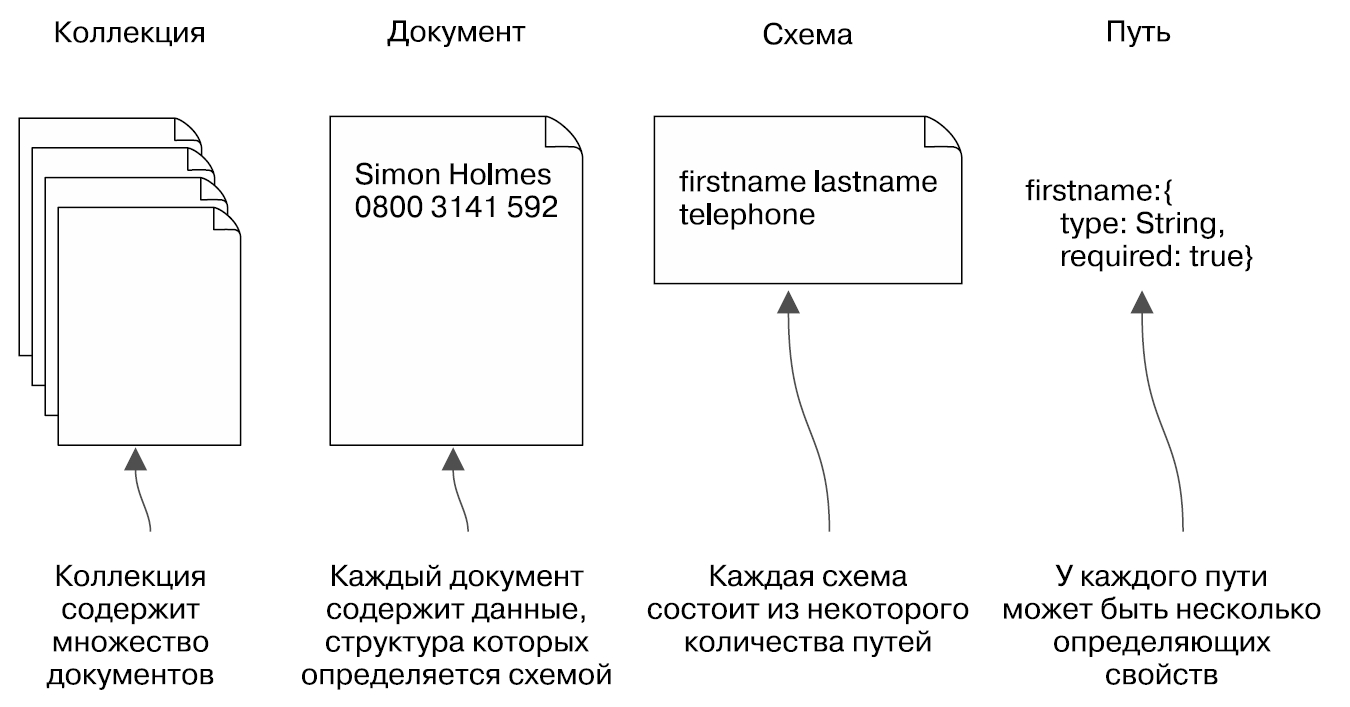 Коллекция
Документ
Схема
Путь
Simon Holmes
0800 3141 592
firstname lastname
telephone
firstname:{
type: String,
required: true}
Коллекция
содержит
множество
документов
Каждый документ
содержит данные,
структура которых
определяется схемой
Каждая схема
состоит из некоторого
количества путей
У каждого пути
может быть несколько
определяющих
свойств